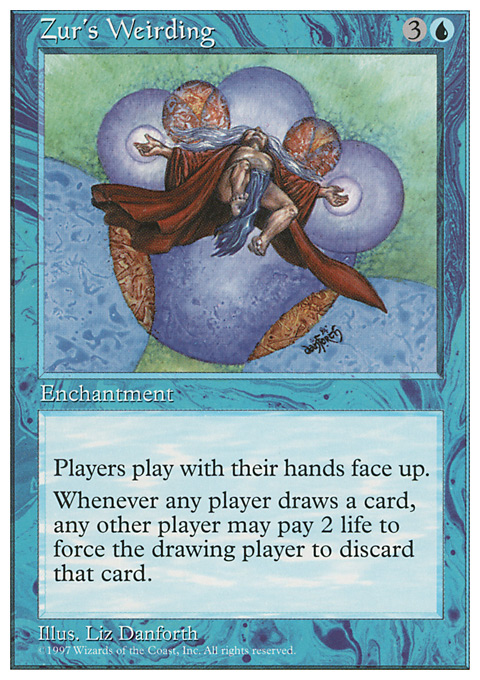 Zur's Weirding 3
Enchantment
Players play with their hands face up.
Whenever any player draws a card,
any other player may pay 2 life to
force the drawing player to discard
that card.
Illus. Liz Danforth
©1997 Wizards of the Coast, Inc. All rights reserved.